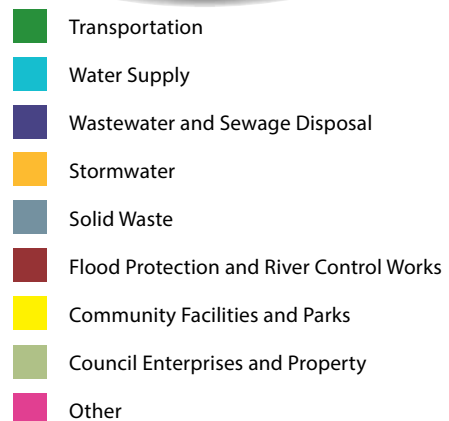 Transportation
Water Supply
Wastewater and Sewage Disposal
Stormwater
Solid Waste
Flood Protection and River Control Works
Community Facilities and Parks
Council Enterprises and Property
Other